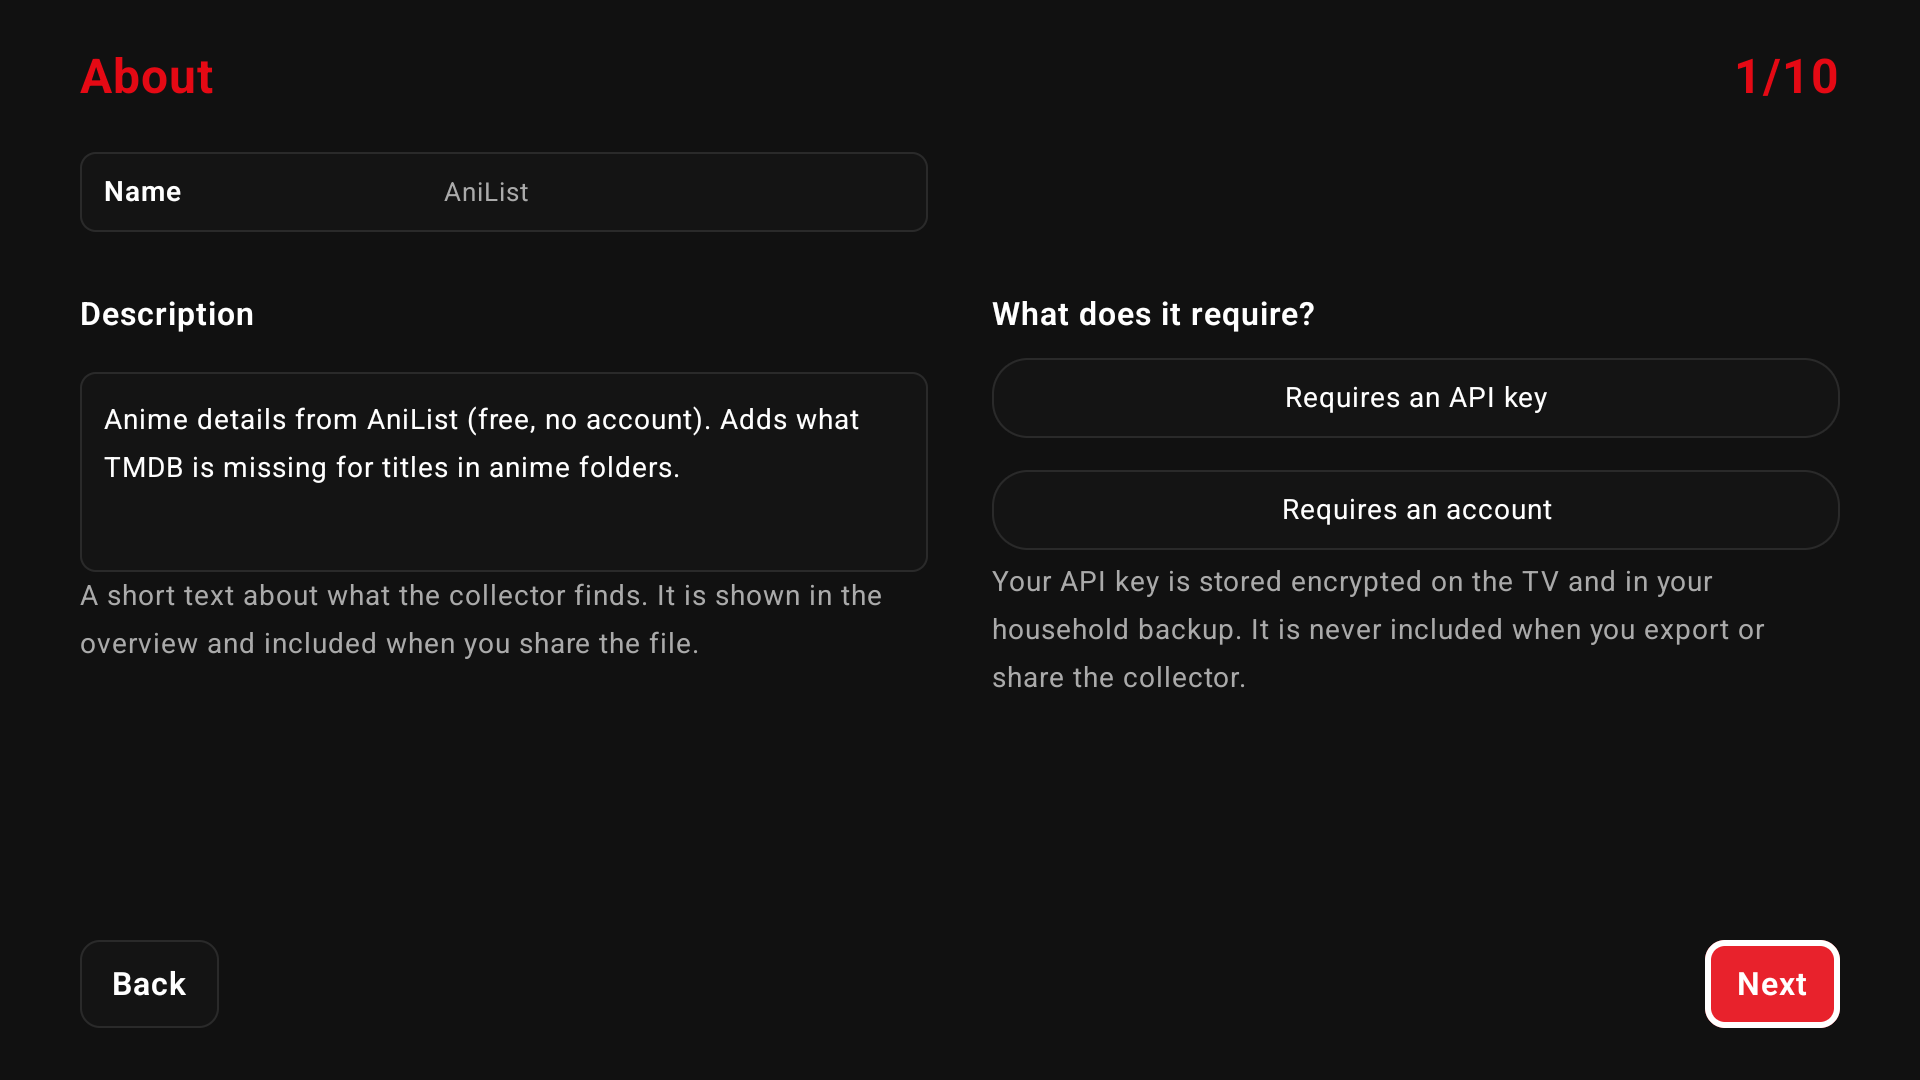 About
1/10
Name
AniList
Description
Anime details from AniList (free, no account). Adds what
TMDB is missing for titles in anime folders.
A short text about what the collector finds. It is shown in the
overview and included when you share the file.
What does it require?
Requires an API key
Requires an account
Your API key is stored encrypted on the TV and in your
household backup. It is never included when you export or
share the collector.
Back
Next